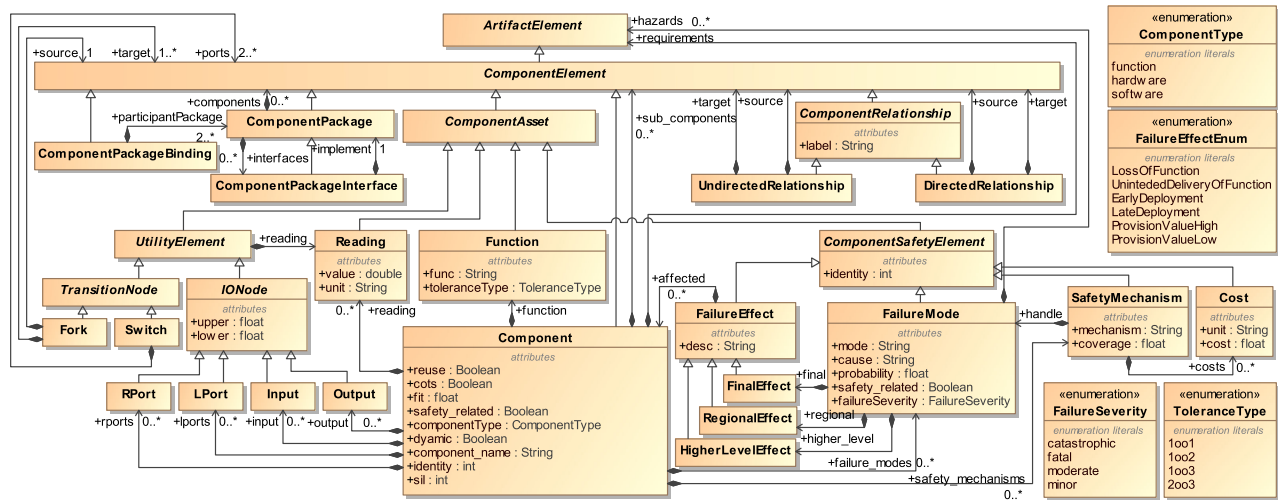 ArtifactElement
+hazards 0..*
+requirements
+source 1
+target 1..*
+ports 2..*
ComponentElement
+components 0..*
+participantPackage
2..*
ComponentPackage
ComponentPackageBinding
0..*
+interfaces
+implement 1
ComponentPackageInterface
ComponentAsset
+sub_components
0..*
+target
+source
ComponentRelationship
attributes
+label : String
+source
+target
UndirectedRelationship
DirectedRelationship
«enumeration»
ComponentType
enumeration literals
function
hardware
software
«enumeration»
FailureEffectEnum
enumeration literals
LossOfFunction
UnintededDeliveryOfFunction
EarlyDeployment
LateDeployment
ProvisionValueHigh
ProvisionValueLow
UtilityElement
+reading
Reading
attributes
+value : double
+unit : String
0..*
+reading
Function
attributes
+func : String
+toleranceType : ToleranceType
+function
ComponentSafetyElement
attributes
+identity : int
TransitionNode
Fork
Switch
IONode
attributes
+upper : float
+lower : float
RPort
LPort
Input
Output
+rports 0..*
+lports 0..*
+input 0..*
+output 0..*
Component
attributes
+reuse : Boolean
+cots : Boolean
+fit : float
+safety_related : Boolean
+componentType : ComponentType
+dyamic : Boolean
+component_name : String
+identity : int
+sil : int
+affected
0..*
FailureEffect
attributes
+desc : String
FinalEffect
RegionalEffect
HigherLevelEffect
+final
+regional
+higher_level
FailureMode
attributes
+mode : String
+cause : String
+probability : float
+safety_related : Boolean
+failureSeverity : FailureSeverity
+handle
+failure_modes 0..*
+safety_mechanisms
0..*
SafetyMechanism
attributes
+mechanism : String
+coverage : float
Cost
attributes
+unit : String
+cost : float
+costs 0..*
«enumeration»
FailureSeverity
enumeration literals
catastrophic
fatal
moderate
minor
«enumeration»
ToleranceType
enumeration literals
1oo1
1oo2
1oo3
2oo3